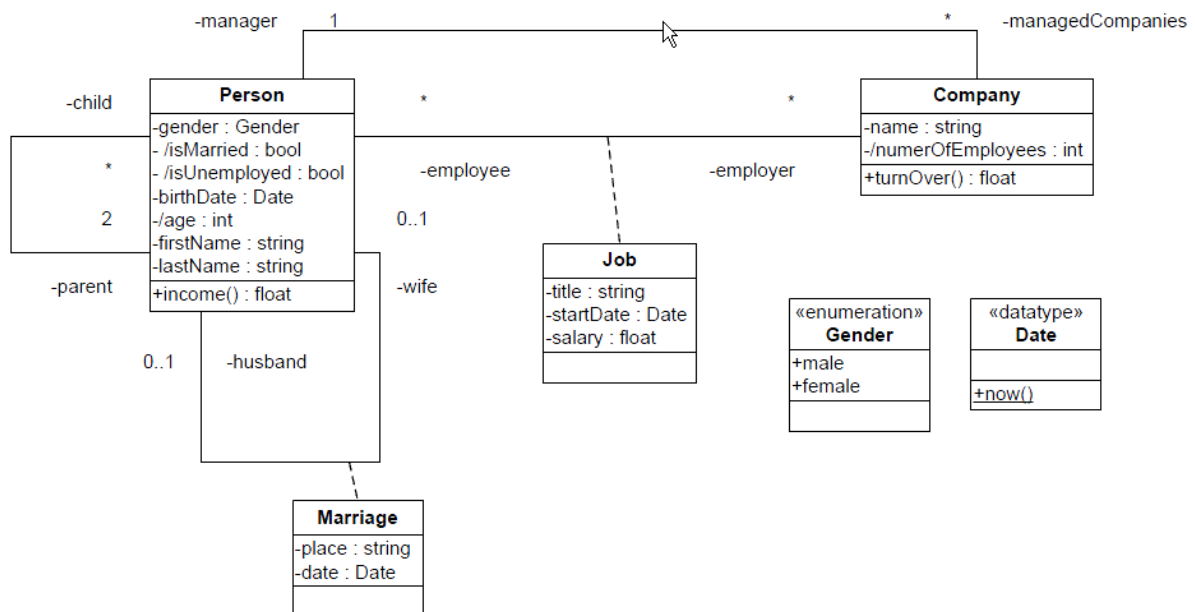 -manager 1 * -managedCompanies
Person
-gender : Gender
- /isMarried : bool
- /isUnemployed : bool
-birthDate : Date
-/age : int
-firstName : string
-lastName : string
+income() : float
Company
-name : string
-/numerOfEmployees : int
+turnOver() : float
-child
*
2
-parent
* *
-employee -employer
0..1
-wife
0..1 -husband
Job
-title : string
-startDate : Date
-salary : float
«enumeration»
Gender
+male
+female
«datatype»
Date
+now()
Marriage
-place : string
-date : Date